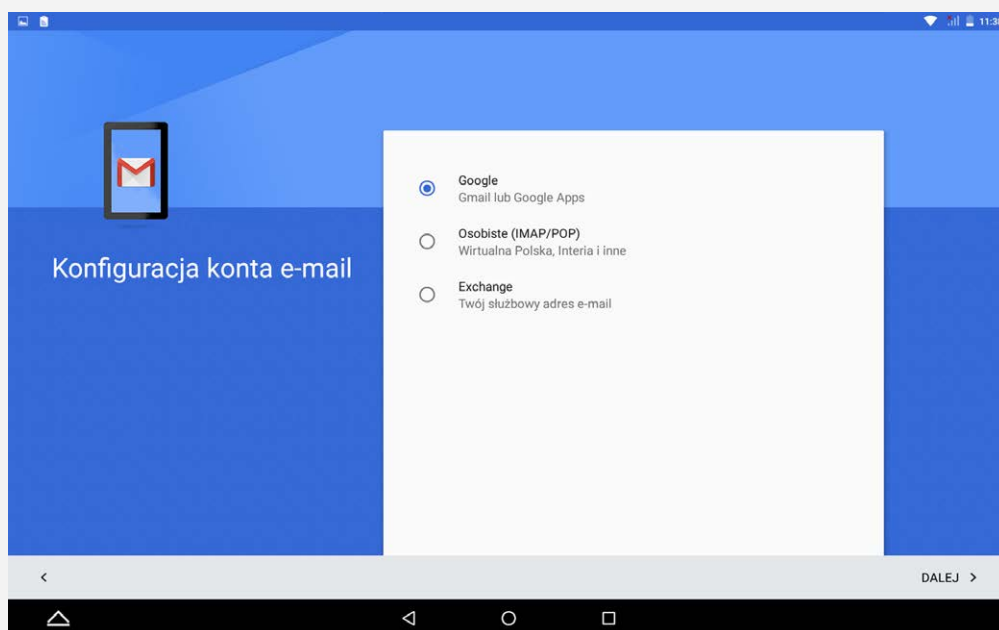 Konfiguracja konta e-mail
Google
Gmail lub Google Apps
Osobiste (IMAP/POP)
Wirtualna Polska, Interia i inne
Exchange
Twój służbowy adres e-mail
DALEJ